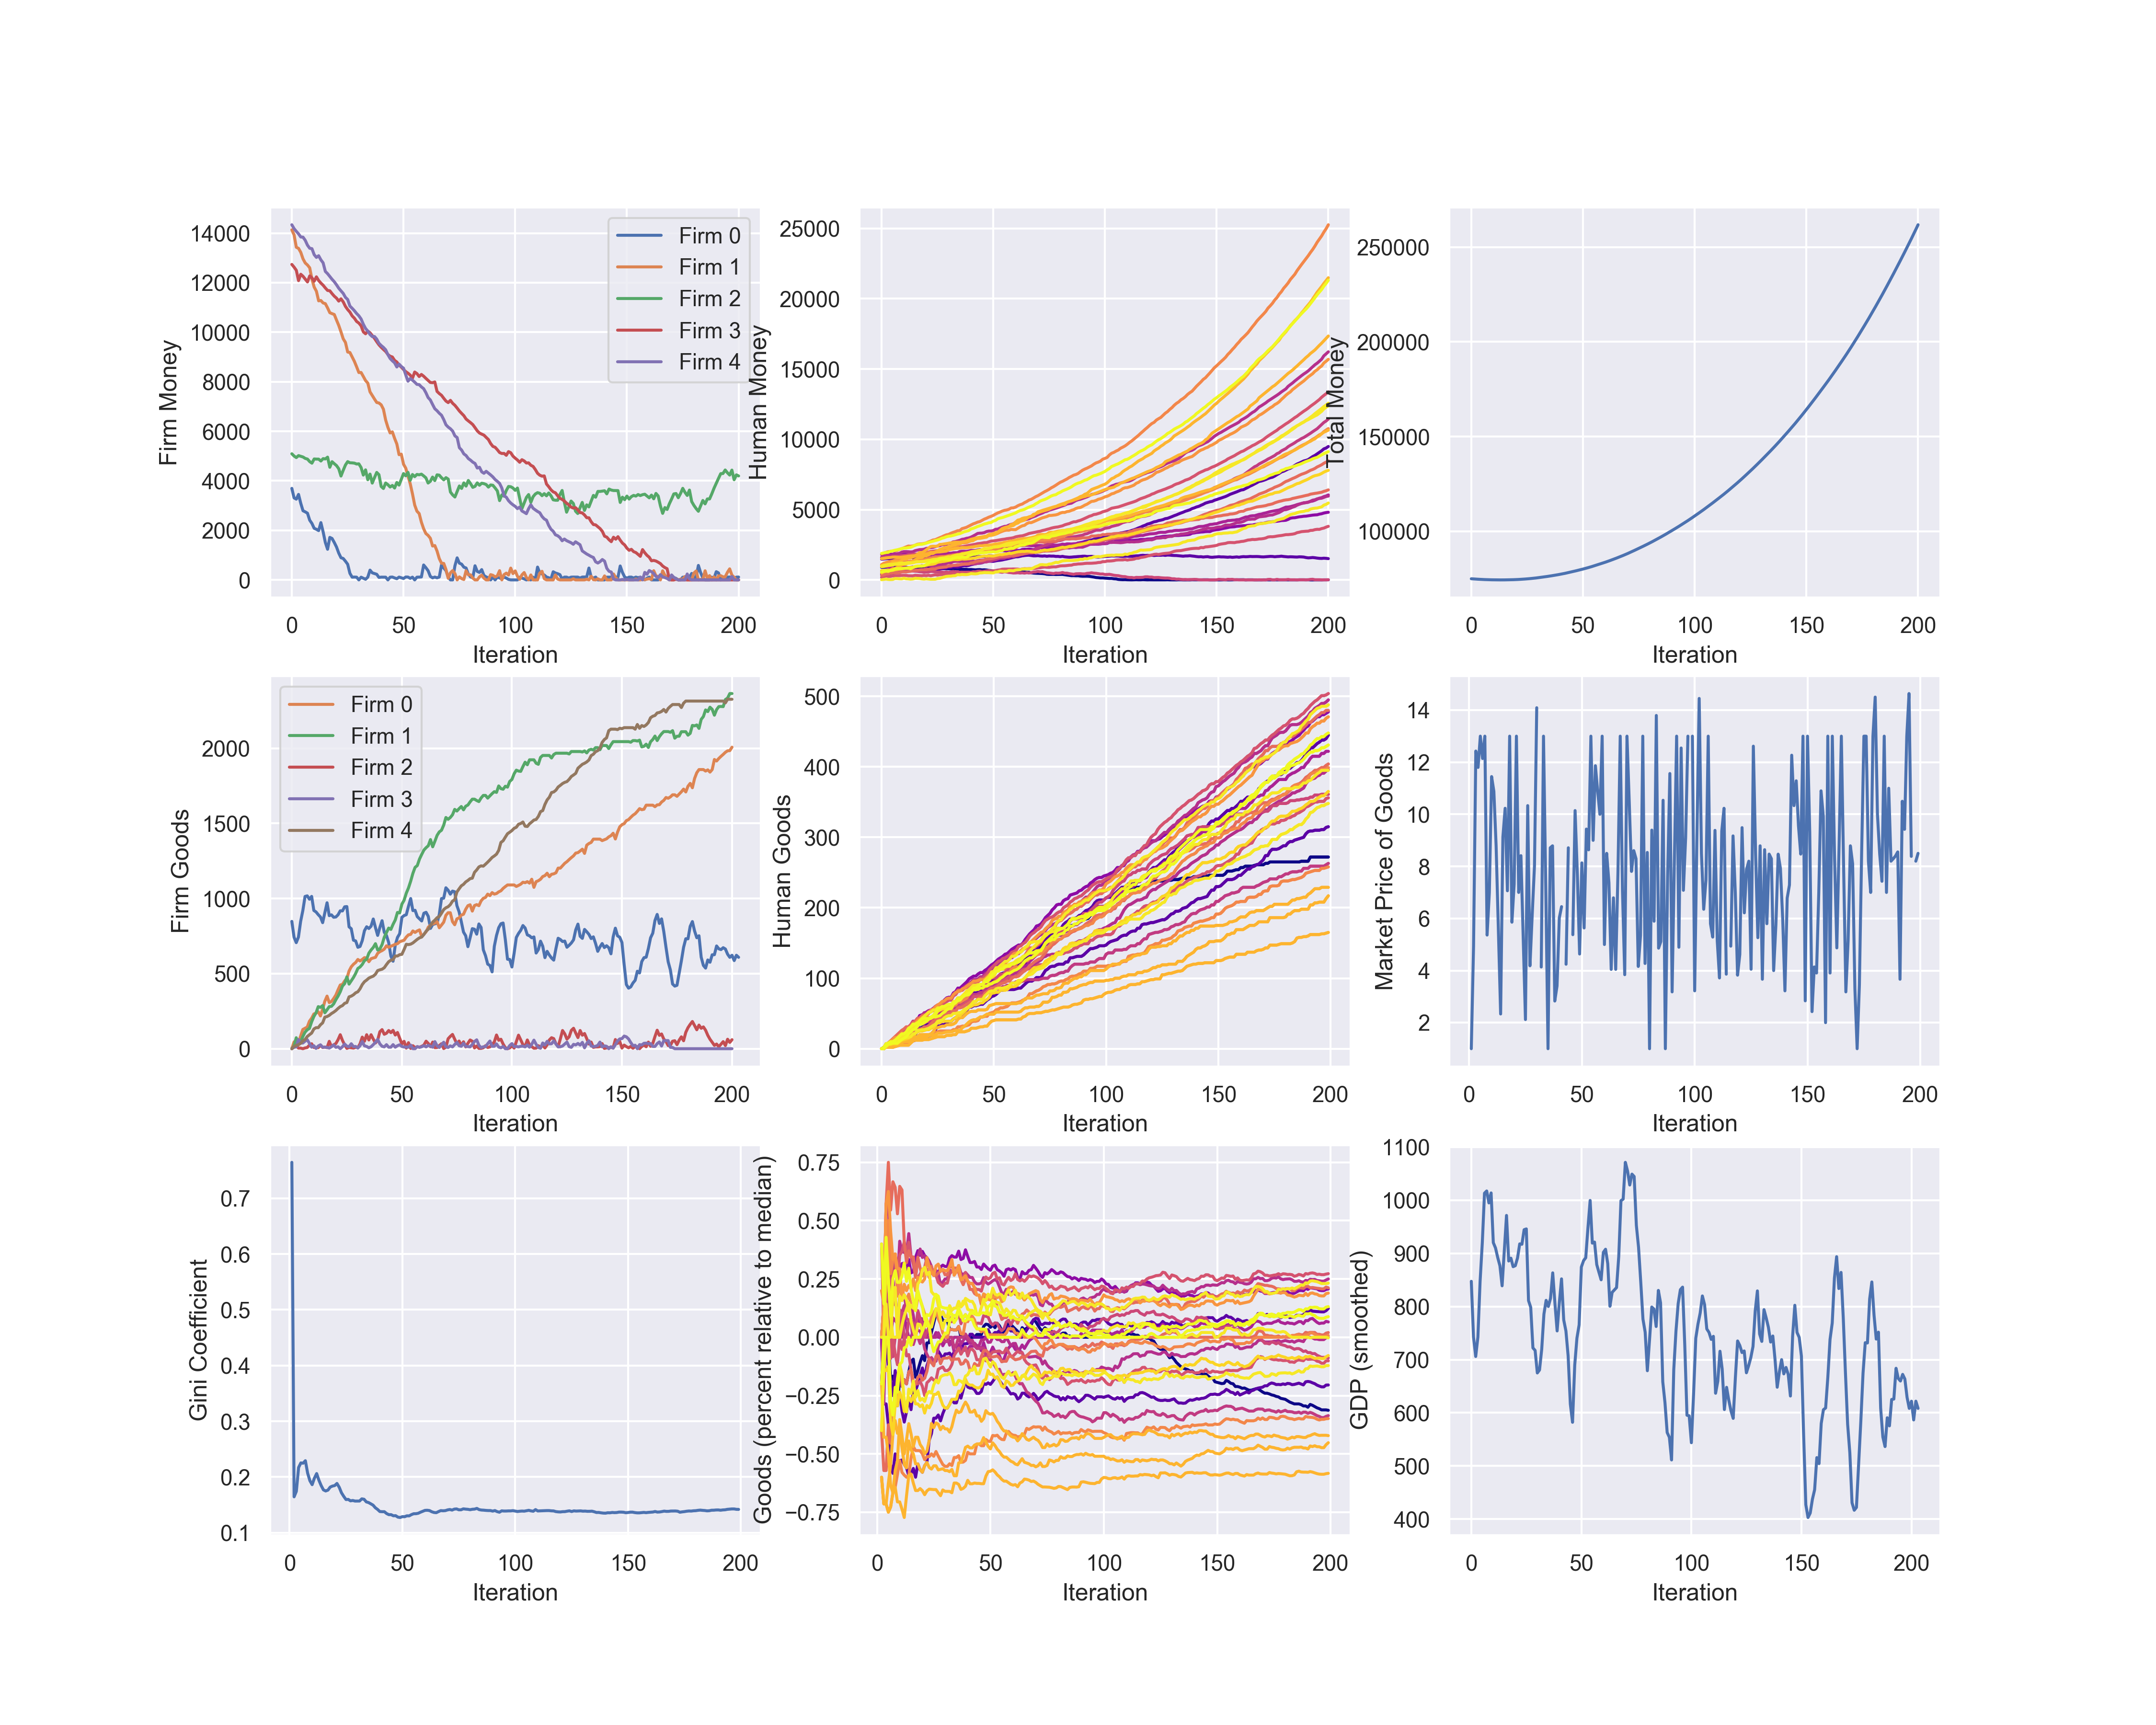 Firm Money
14000
12000
10000
8000
6000
4000
2000
0
Firm 0
Firm 1
Firm 2
Firm 3
Firm 4
0 50 100 150 200
Iteration
Human Money
25000
20000
15000
10000
5000
0
0 50 100 150 200
Iteration
Total Money
250000
200000
150000
100000
0 50 100 150 200
Iteration
Firm Goods
2000
1500
1000
500
0
Firm 0
Firm 1
Firm 2
Firm 3
Firm 4
0 50 100 150 200
Iteration
Human Goods
500
400
300
200
100
0
0 50 100 150 200
Iteration
Market Price of Goods
14
12
10
8
6
4
2
0 50 100 150 200
Iteration
Gini Coefficient
0.7
0.6
0.5
0.4
0.3
0.2
0.1
0 50 100 150 200
Iteration
Goods (percent relative to median)
0.75
0.50
0.25
0.00
−0.25
−0.50
−0.75
0 50 100 150 200
Iteration
GDP (smoothed)
1100
1000
900
800
700
600
500
400
0 50 100 150 200
Iteration